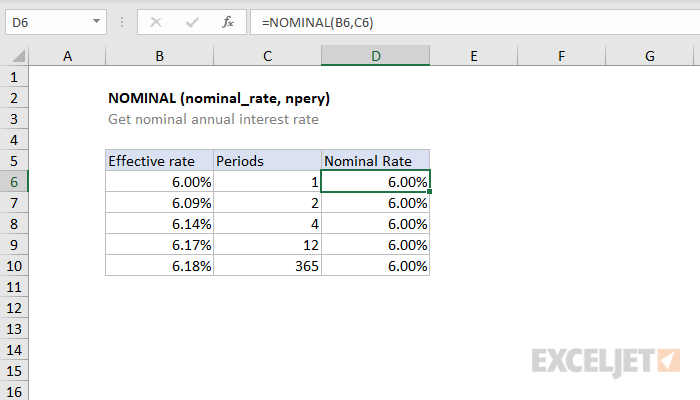 D6 fx =NOMINAL(B6,C6)
A B C D E F G
1
2 NOMINAL (nominal_rate, npery)
3 Get nominal annual interest rate
4
5 Effective rate Periods Nominal Rate
6 6.00% 1 6.00%
7 6.09% 2 6.00%
8 6.14% 4 6.00%
9 6.17% 12 6.00%
10 6.18% 365 6.00%
11
12
13
14
EXCELJET
15
16